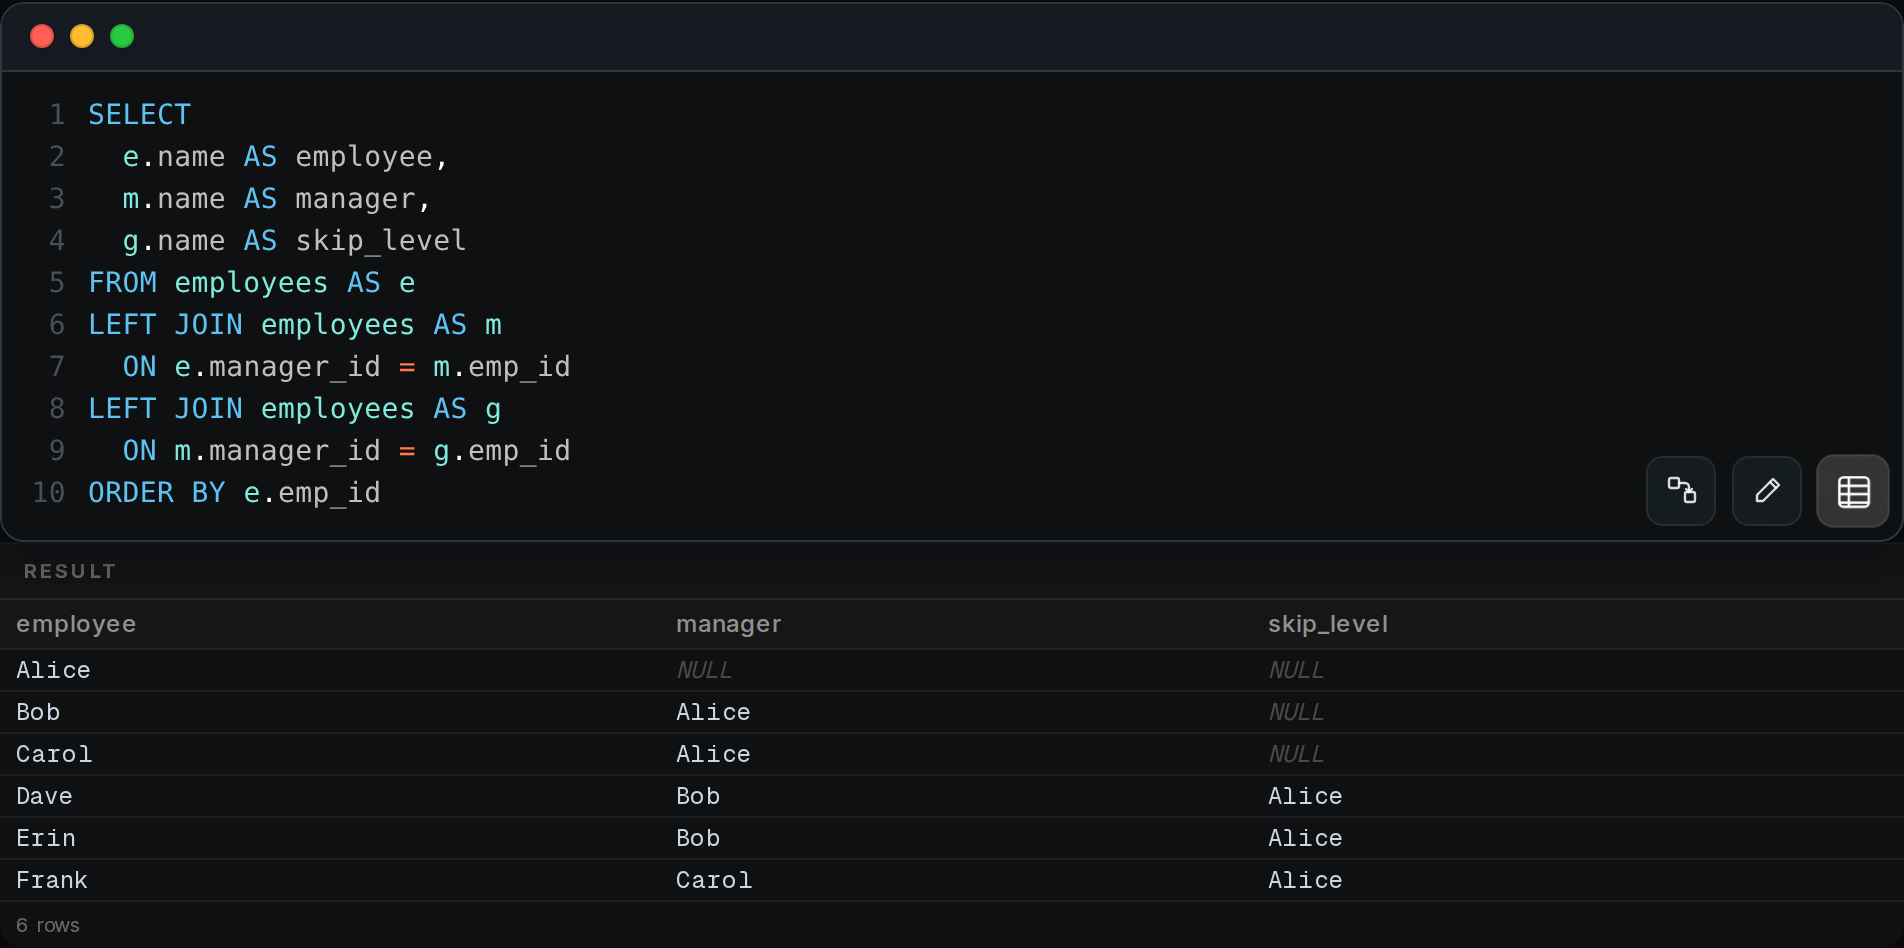 1 SELECT
2   e.name AS employee,
3   m.name AS manager,
4   g.name AS skip_level
5 FROM employees AS e
6 LEFT JOIN employees AS m
7   ON e.manager_id = m.emp_id
8 LEFT JOIN employees AS g
9   ON m.manager_id = g.emp_id
10 ORDER BY e.emp_id
RESULT
employee manager skip_level
Alice NULL NULL
Bob Alice NULL
Carol Alice NULL
Dave Bob Alice
Erin Bob Alice
Frank Carol Alice
6 rows